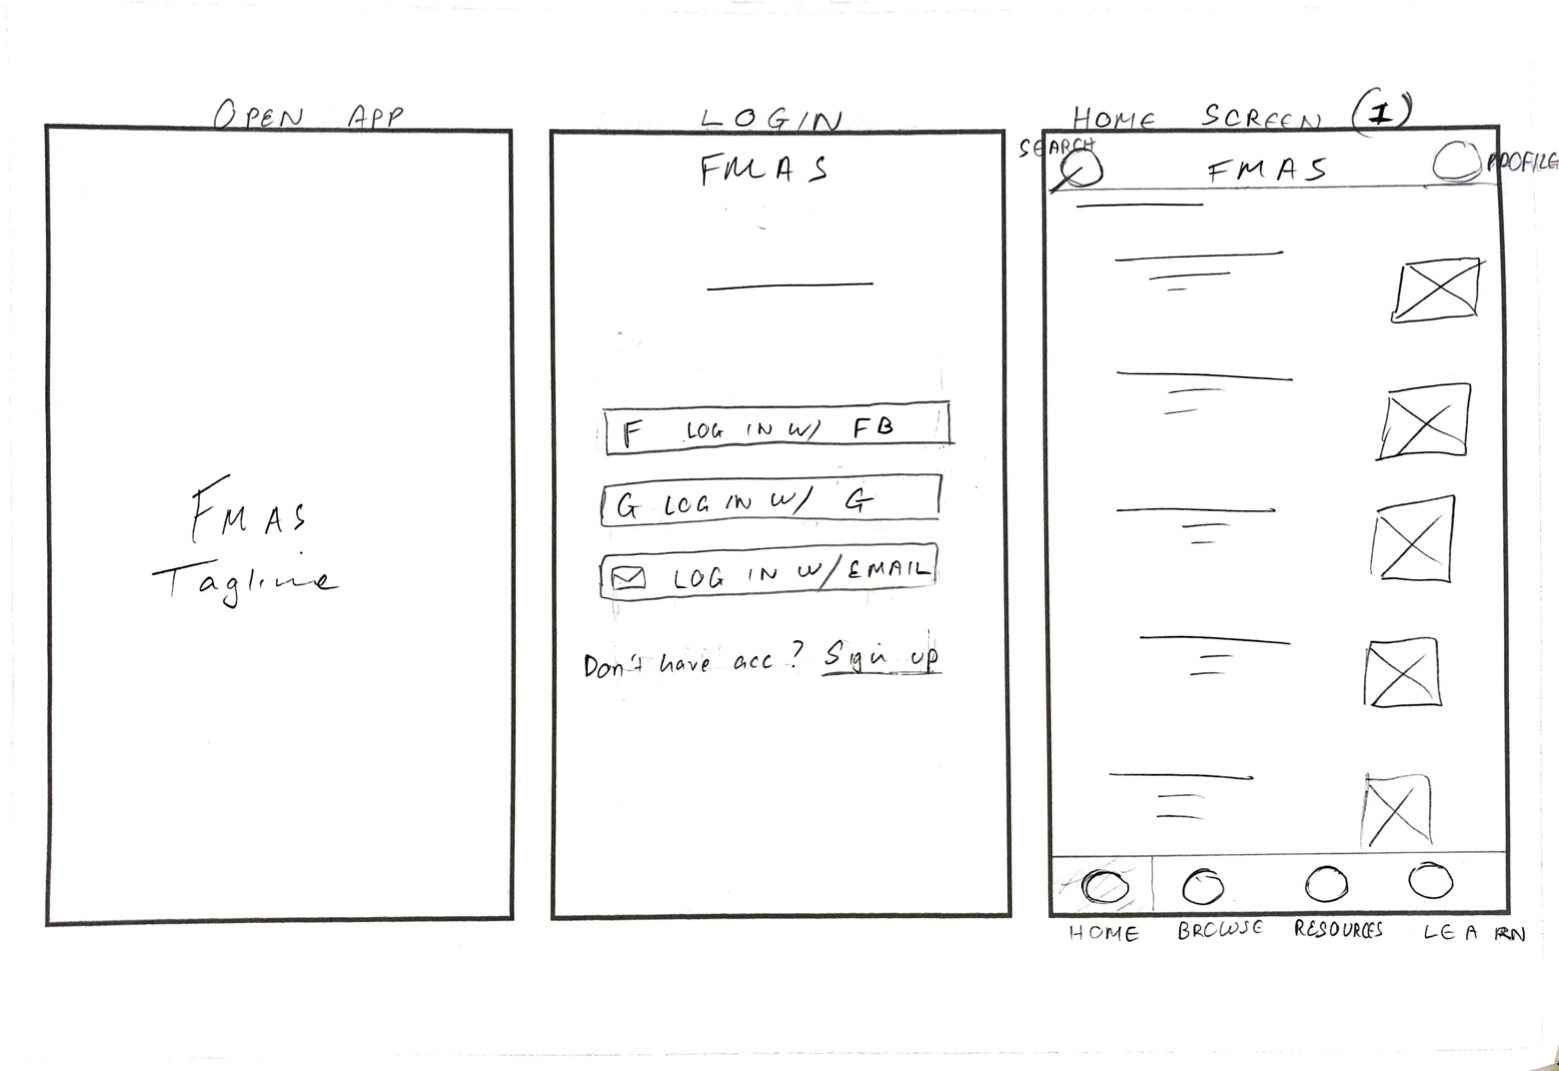 OPEN APP
FMAS
Tagline
LOGIN
FMAS
F LOG IN W/ FB
G LOG IN W/ G
LOG IN W/ EMAIL
Don't have acc? Sign up
HOME SCREEN (1)
SEARCH
FMAS
PROFILE
HOME BROWSE RESOURCES LEARN